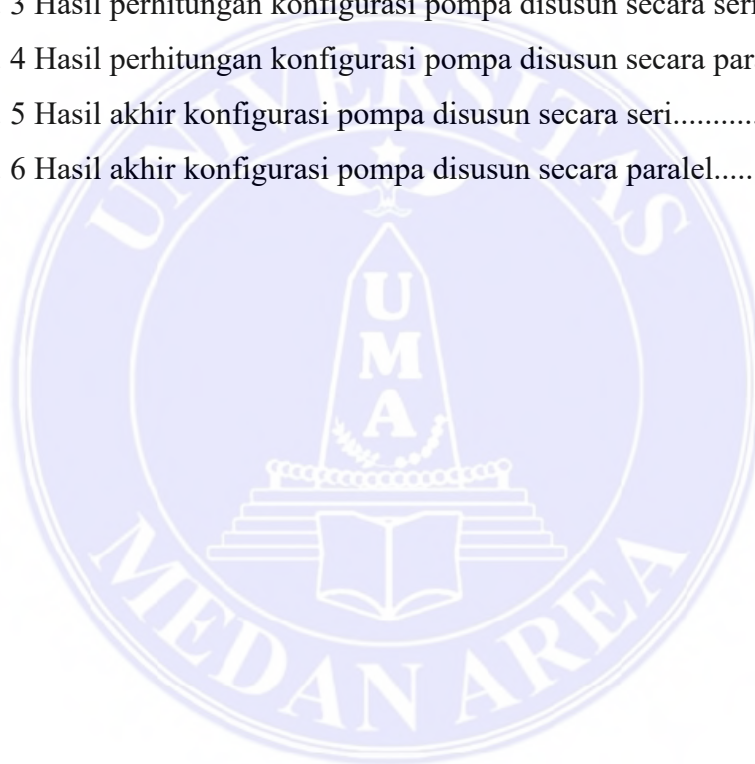 3 Hasil perhitungan konfigurasi pompa disusun secara seri
4 Hasil perhitungan konfigurasi pompa disusun secara par
5 Hasil akhir konfigurasi pompa disusun secara seri..........
6 Hasil akhir konfigurasi pompa disusun secara paralel.....
UNIVERSITAS
UMA
MEDAN AREA